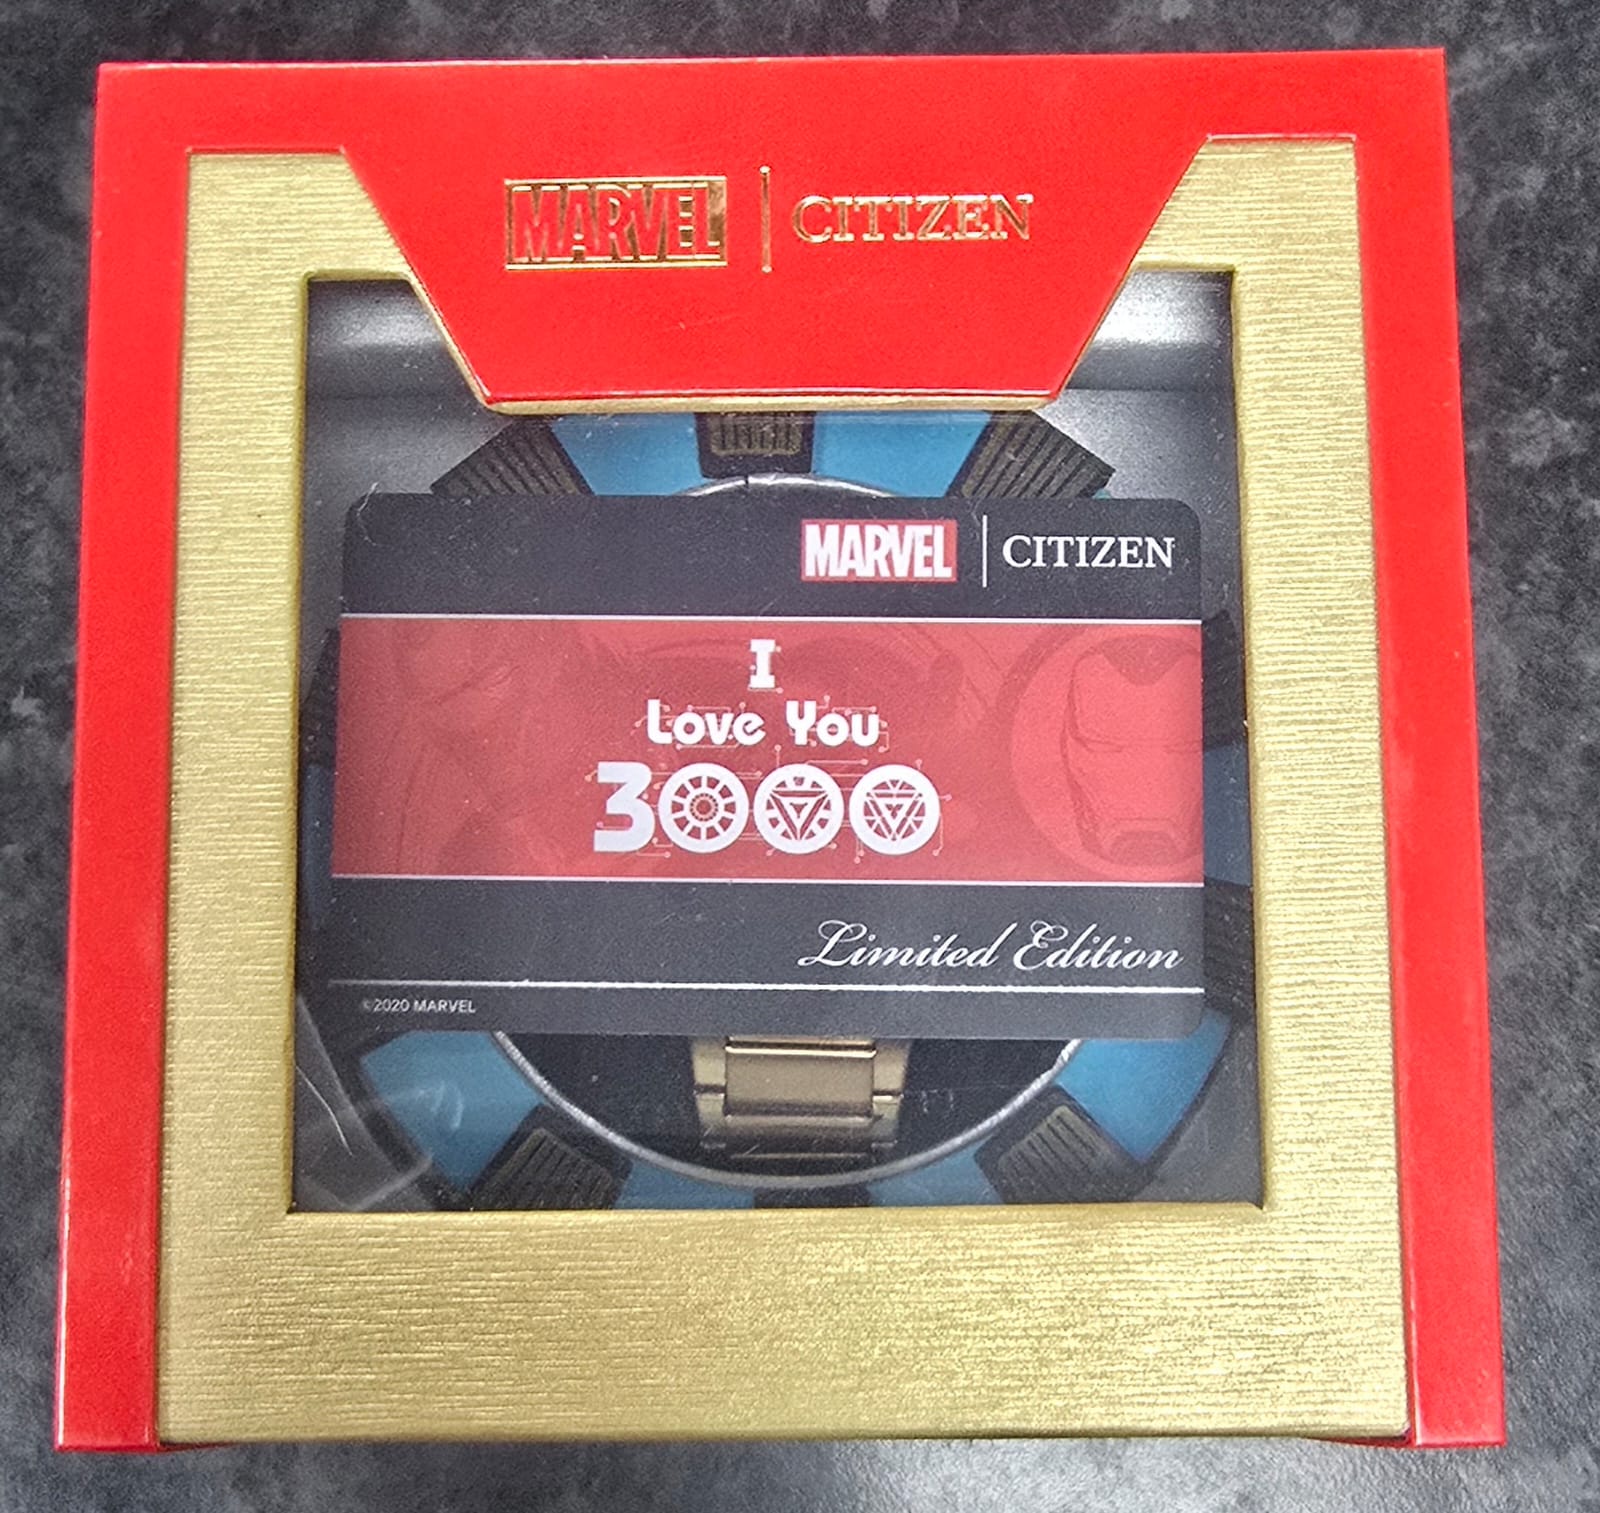 MARVEL | CITIZEN
MARVEL | CITIZEN
I
Love You
3000
Limited Edition
©2020 MARVEL